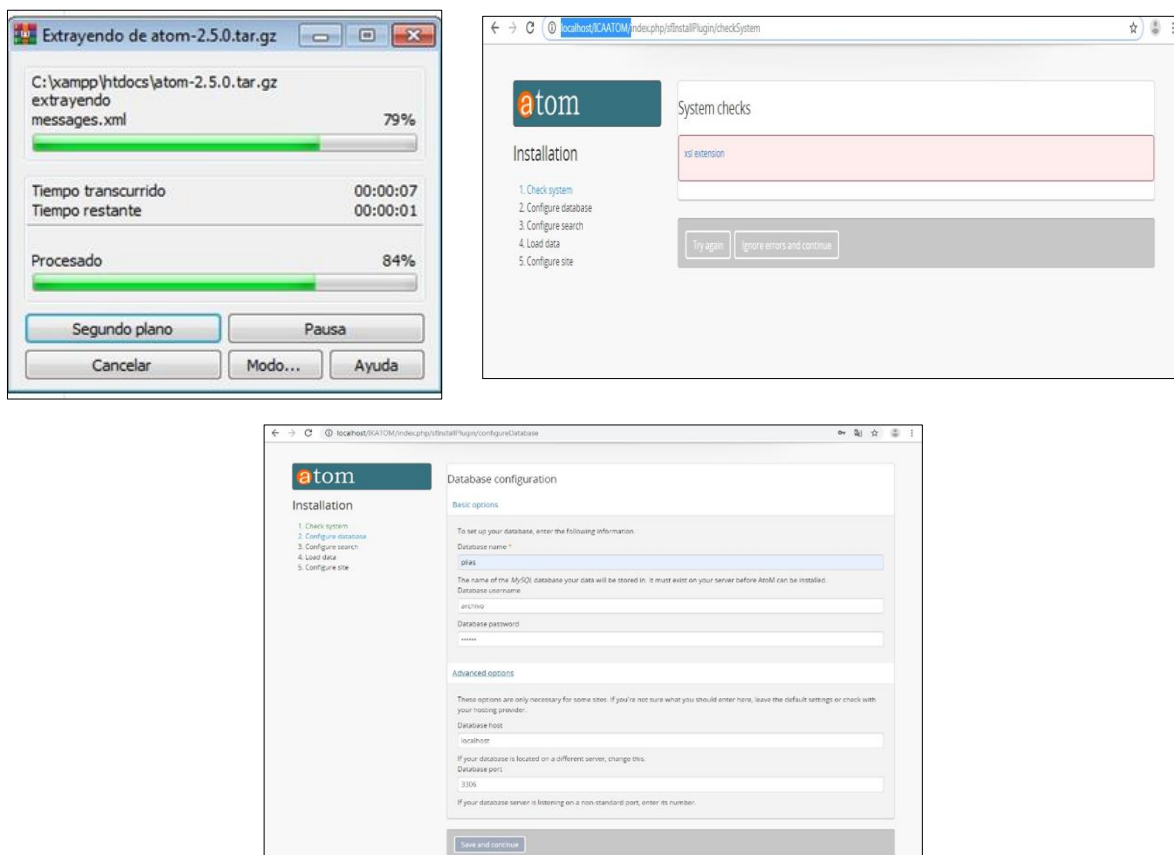 Extrayendo de atom-2.5.0.tar.gz
C:\xampp\htdocs\atom-2.5.0.tar.gz
extrayendo
messages.xml 79%
Tiempo transcurrido 00:00:07
Tiempo restante 00:00:01
Procesado 84%
Segundo plano Pausa
Cancelar Modo... Ayuda
localhost/ICAATOM/index.php/sfInstallPlugin/checkSystem
atom
System checks
Installation
xsl extension
1. Check system
2. Configure database
3. Configure search
4. Load data
5. Configure site
Try again Ignore errors and continue
localhost/IKATOM/index.php/sfInstallPlugin/configureDatabase
atom
Database configuration
Installation
Basic options
1. Check system
2. Configure database
3. Configure search
4. Load data
5. Configure site
To set up your database, enter the following information.
Database name *
The name of the MySQL database your data will be stored in. It must exist on your server before AtoM can be installed.
Database username
archivo
Database password
••••••
Advanced options
These options are only necessary for some sites. If you're not sure what you should enter here, leave the default settings or check with
your hosting provider.
Database host
localhost
If your database is located on a different server, change this.
Database port
3306
If your database server is listening on a non-standard port, enter its number.
Save and continue